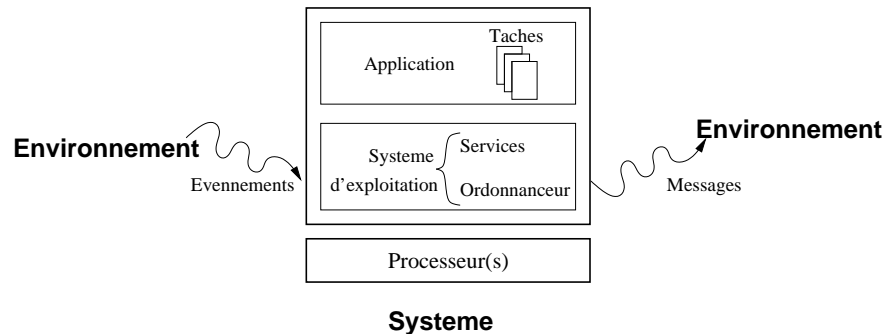 Taches
Application
Environnement
Environnement
Systeme
d'exploitation
Services
Ordonnanceur
Evennements
Messages
Processeur(s)
Systeme